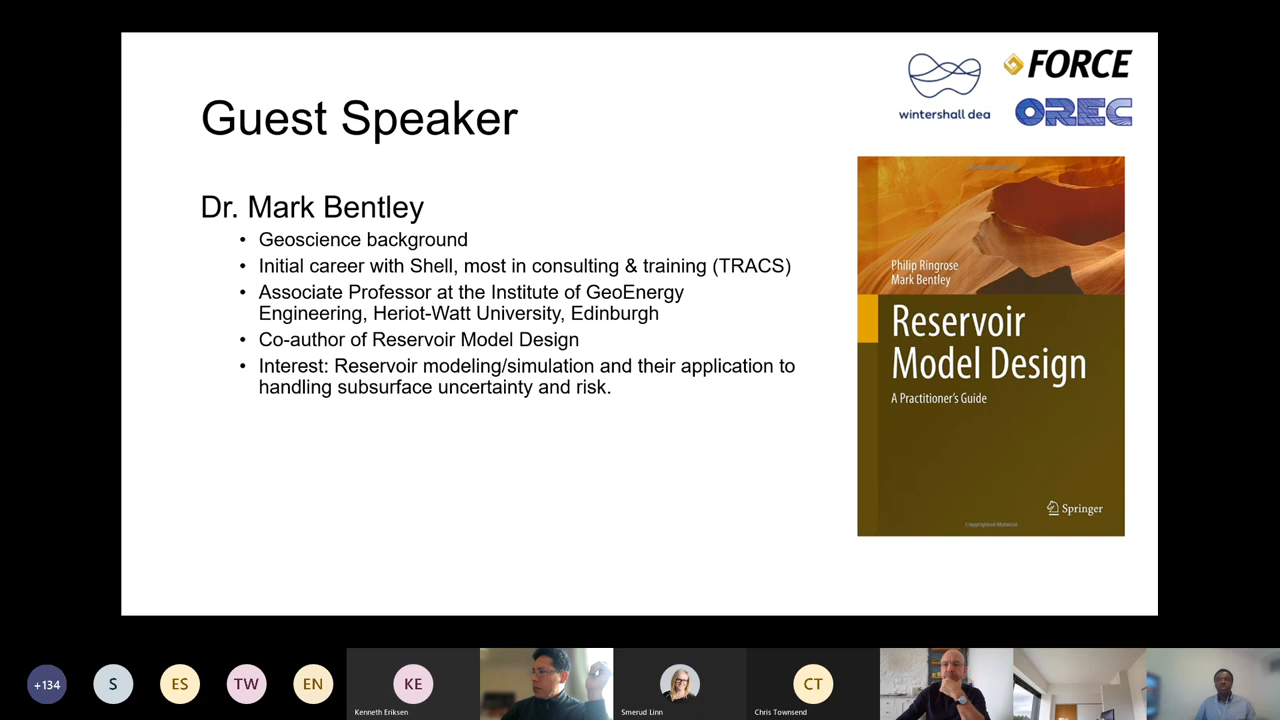 wintershall dea
FORCE
OREC
Guest Speaker
Dr. Mark Bentley
• Geoscience background
• Initial career with Shell, most in consulting & training (TRACS)
• Associate Professor at the Institute of GeoEnergy
Engineering, Heriot-Watt University, Edinburgh
• Co-author of Reservoir Model Design
• Interest: Reservoir modeling/simulation and their application to
handling subsurface uncertainty and risk.
Philip Ringrose
Mark Bentley
Reservoir
Model Design
A Practitioner's Guide
Springer
Copyrighted Material
+134
S
ES
TW
EN
KE
CT
Kenneth Eriksen
Smerud Linn
Chris Townsend